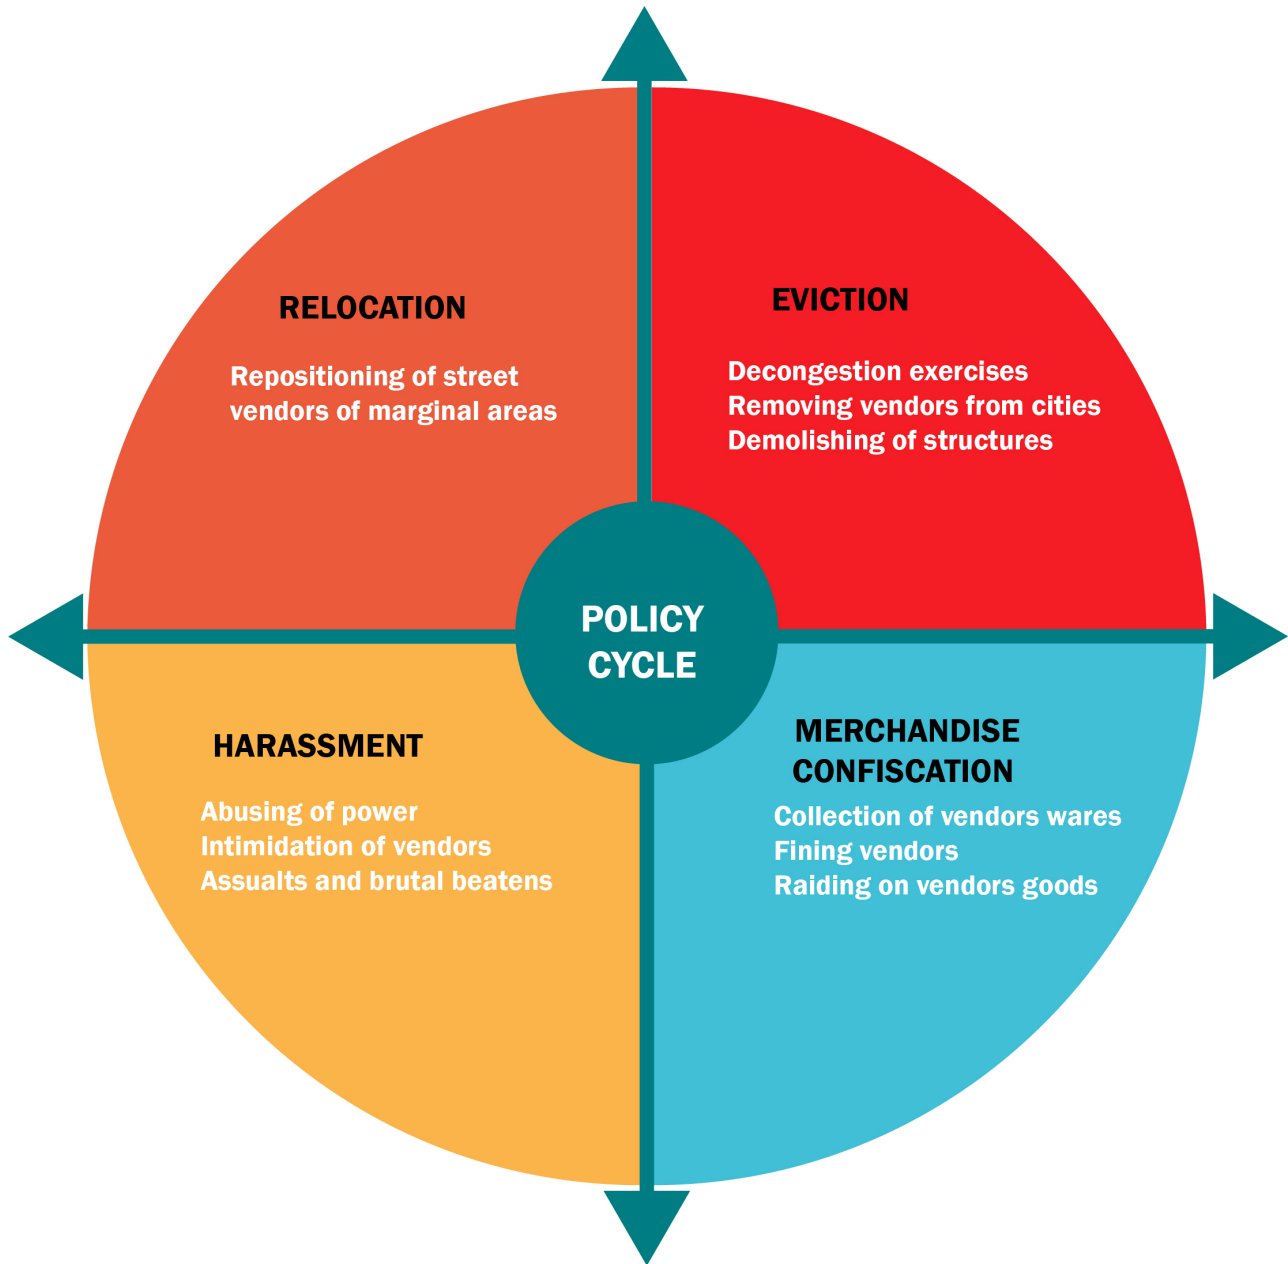 RELOCATION
Repositioning of street
vendors of marginal areas
EVICTION
Decongestion exercises
Removing vendors from cities
Demolishing of structures
POLICY
CYCLE
HARASSMENT
Abusing of power
Intimidation of vendors
Assualts and brutal beatens
MERCHANDISE
CONFISCATION
Collection of vendors wares
Fining vendors
Raiding on vendors goods